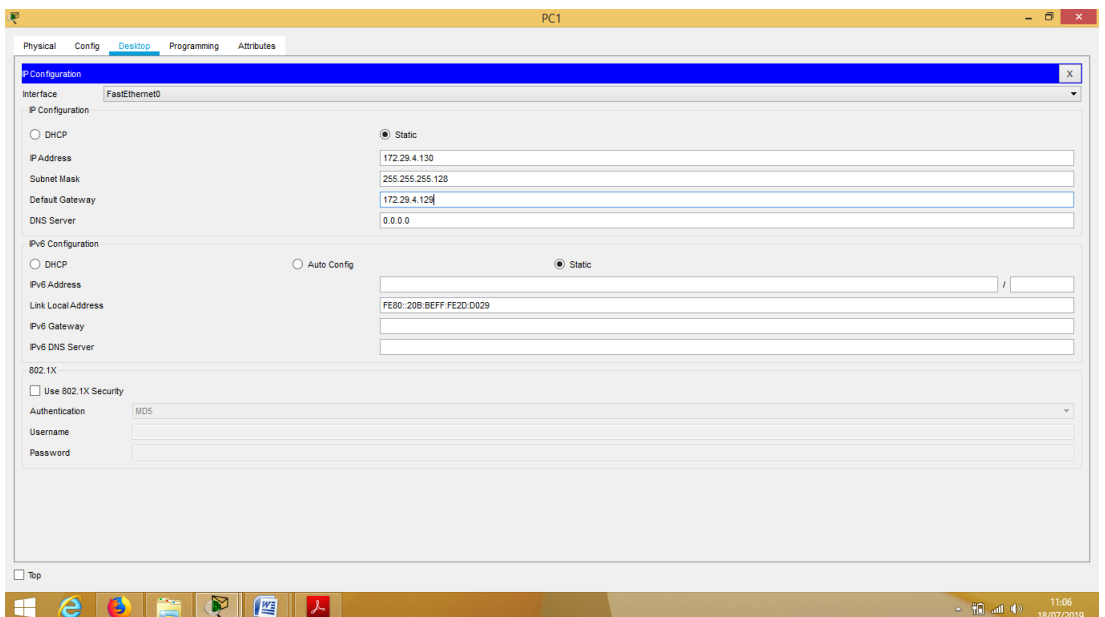 PC1
Physical Config Desktop Programming Attributes
IP Configuration X
Interface FastEthernet0
IP Configuration
DHCP Static
IP Address 172.29.4.130
Subnet Mask 255.255.255.128
Default Gateway 172.29.4.129
DNS Server 0.0.0.0
IPv6 Configuration
DHCP Auto Config Static
IPv6 Address /
Link Local Address FE80::20B:BEFF:FE2D:D029
IPv6 Gateway
IPv6 DNS Server
802.1X
Use 802.1X Security
Authentication MD5
Username
Password
Top
11:06
18/07/2019